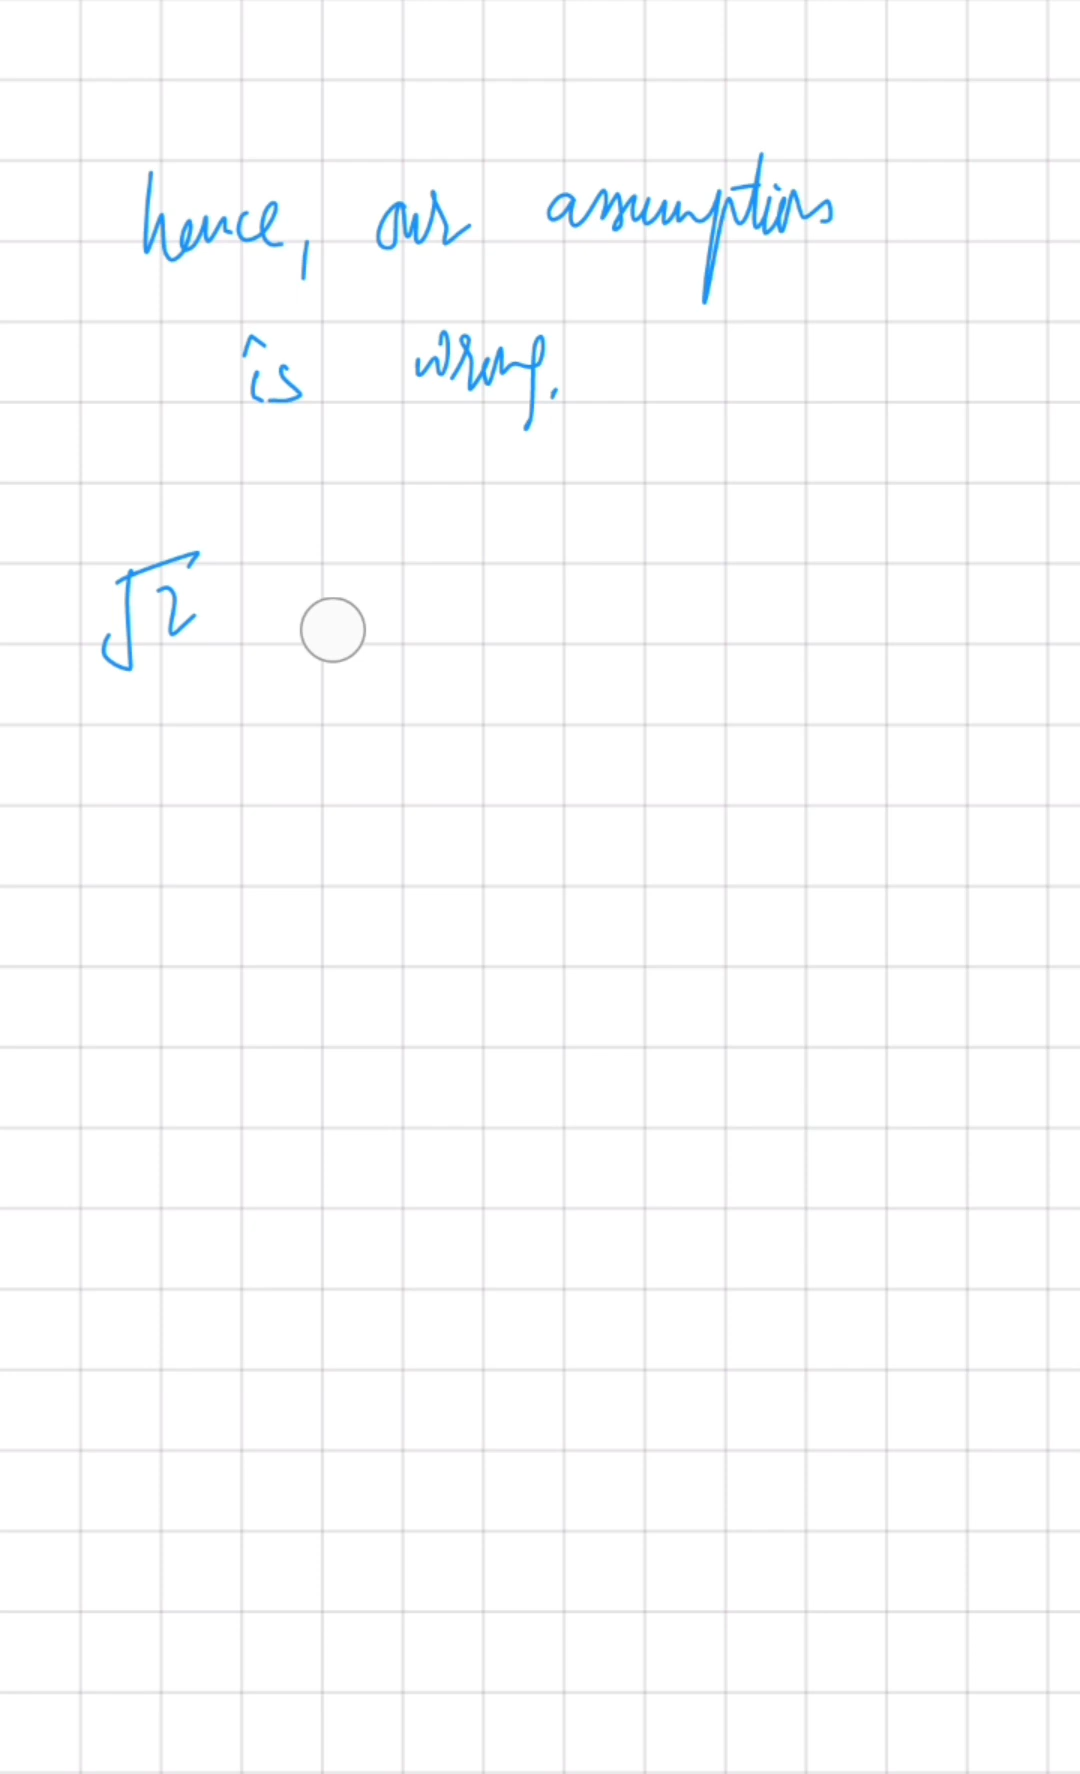 hence, our assumptions
is wrong.
√2